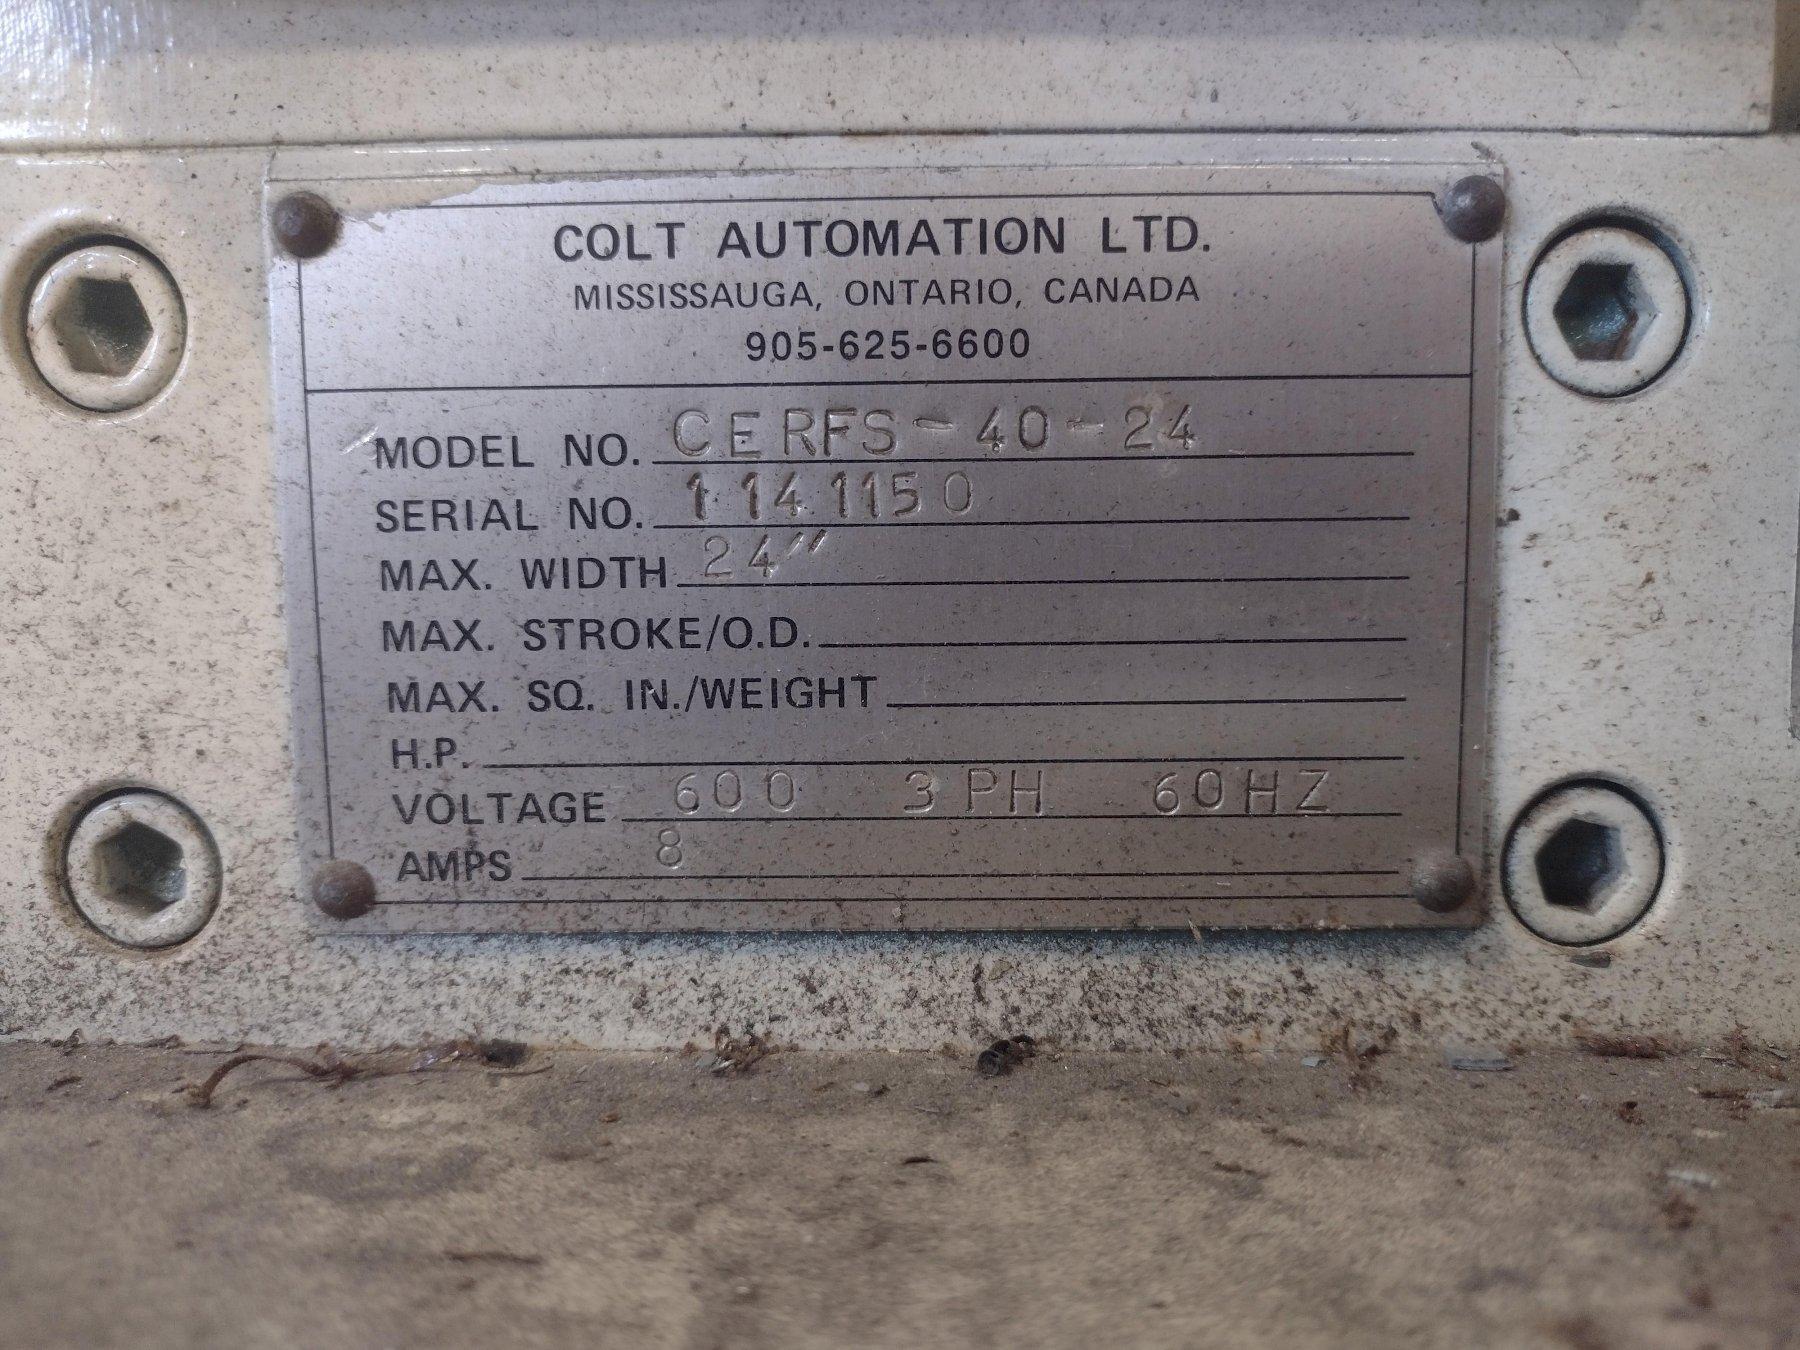 COLT AUTOMATION LTD.
MISSISSAUGA, ONTARIO, CANADA
905-625-6600
MODEL NO. CERFS-40-24
SERIAL NO. 1141150
MAX. WIDTH 24"
MAX. STROKE/O.D.
MAX. SQ. IN./WEIGHT
H.P.
VOLTAGE 600 3PH 60HZ
AMPS 8